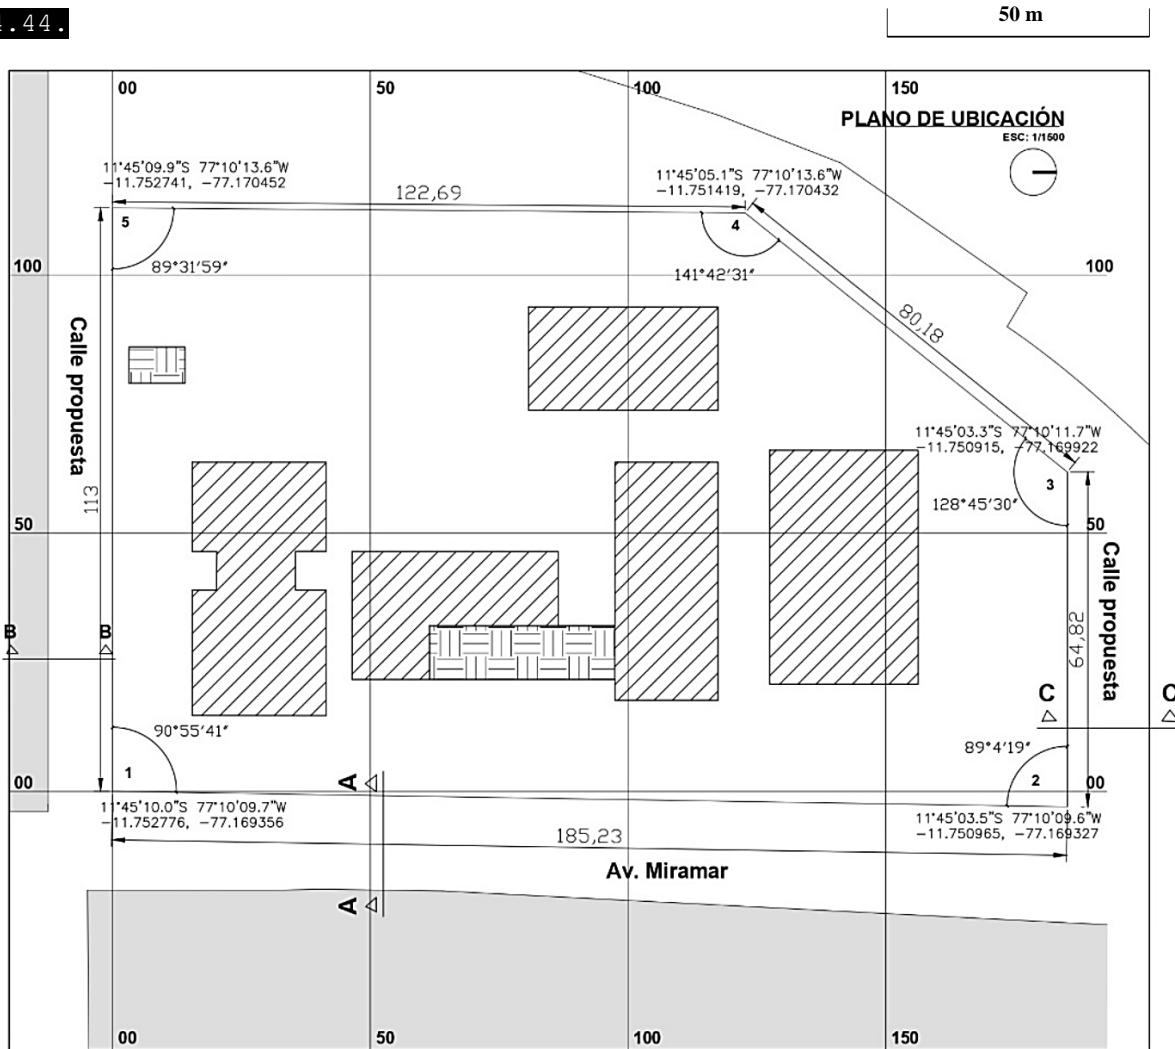 .44.
50 m
00
50
100
150
PLANO DE UBICACIÓN
ESC: 1/1500
11°45'09.9"S 77°10'13.6"W
-11.752741, -77.170452
122,69
11°45'05.1"S 77°10'13.6"W
-11.751419, -77.170432
5
4
89°31'59"
141°42'31"
100
100
80,18
Calle propuesta
113
11°45'03.3"S 77°10'11.7"W
-11.750915, -77.169922
3
128°45'30"
50
50
Calle propuesta
64,82
B
B
C
C
90°55'41"
89°4'19"
1
2
00
00
A
11°45'10.0"S 77°10'09.7"W
-11.752776, -77.169356
11°45'03.5"S 77°10'09.6"W
-11.750965, -77.169327
185,23
Av. Miramar
A
00
50
100
150